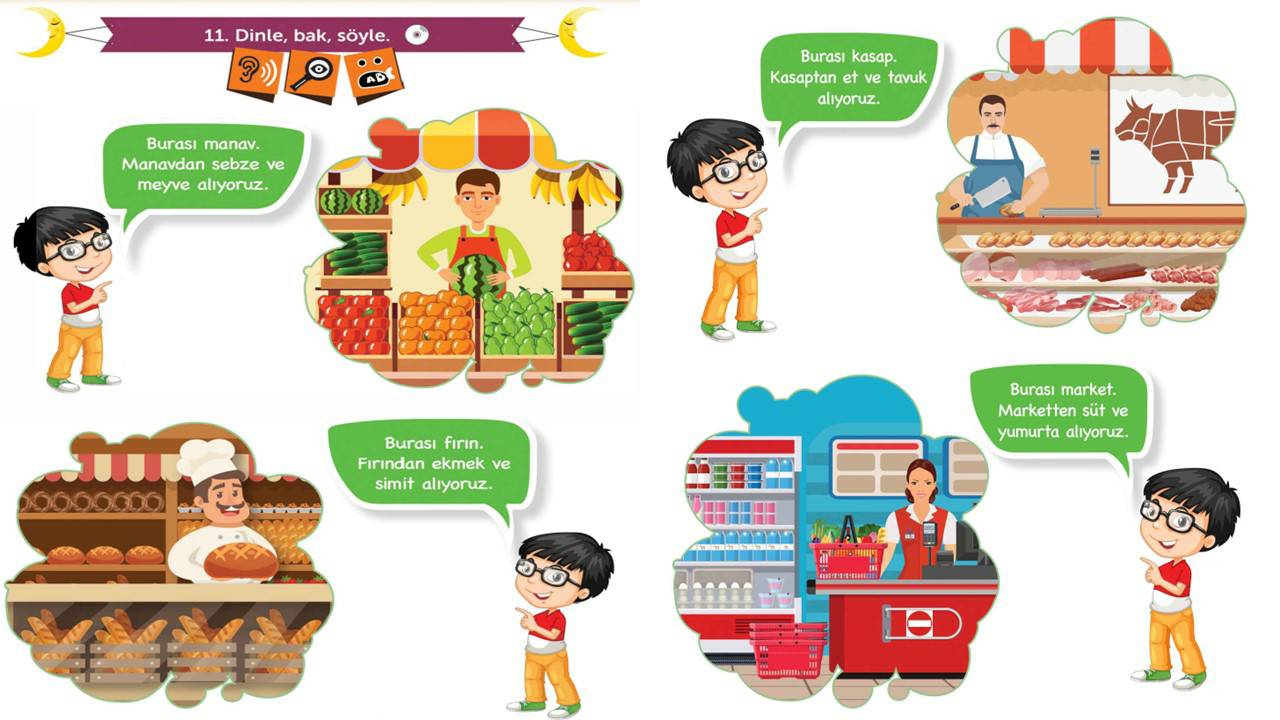 11. Dinle, bak, söyle.
AD
Burası manav.
Manavdan sebze ve
meyve alıyoruz.
Burası kasap.
Kasaptan et ve tavuk
alıyoruz.
Burası fırın.
Fırından ekmek ve
simit alıyoruz.
Burası market.
Marketten süt ve
yumurta alıyoruz.